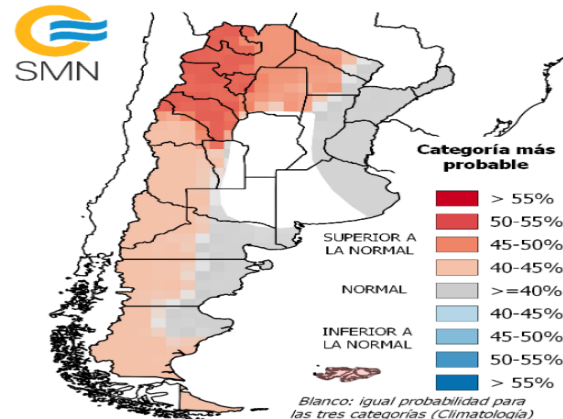 SMN
Categoría más
probable
> 55%
50-55%
SUPERIOR A
LA NORMAL
45-50%
40-45%
NORMAL
>=40%
40-45%
INFERIOR A
LA NORMAL
45-50%
50-55%
> 55%
Blanco: igual probabilidad para
las tres categorías (Climatología)